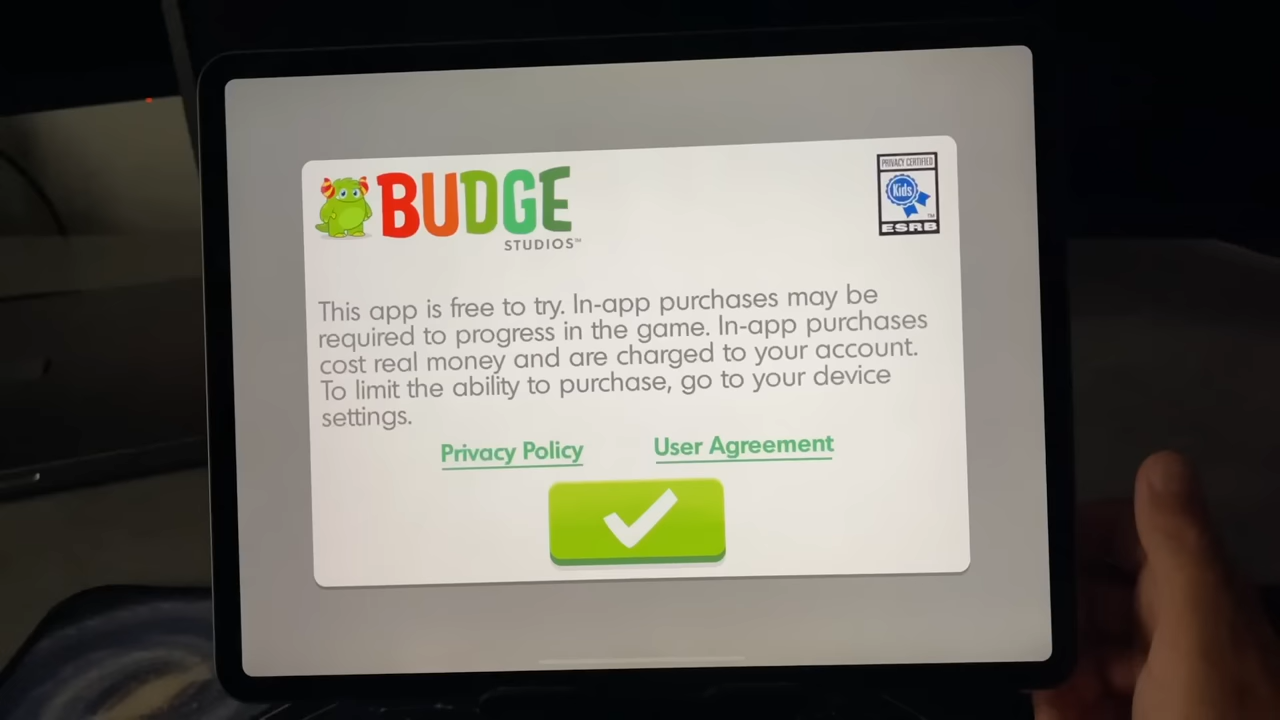 BUDGE
STUDIOS™
PRIVACY CERTIFIED
Kids
TM
ESRB
This app is free to try. In-app purchases may be
required to progress in the game. In-app purchases
cost real money and are charged to your account.
To limit the ability to purchase, go to your device
settings.
Privacy Policy
User Agreement